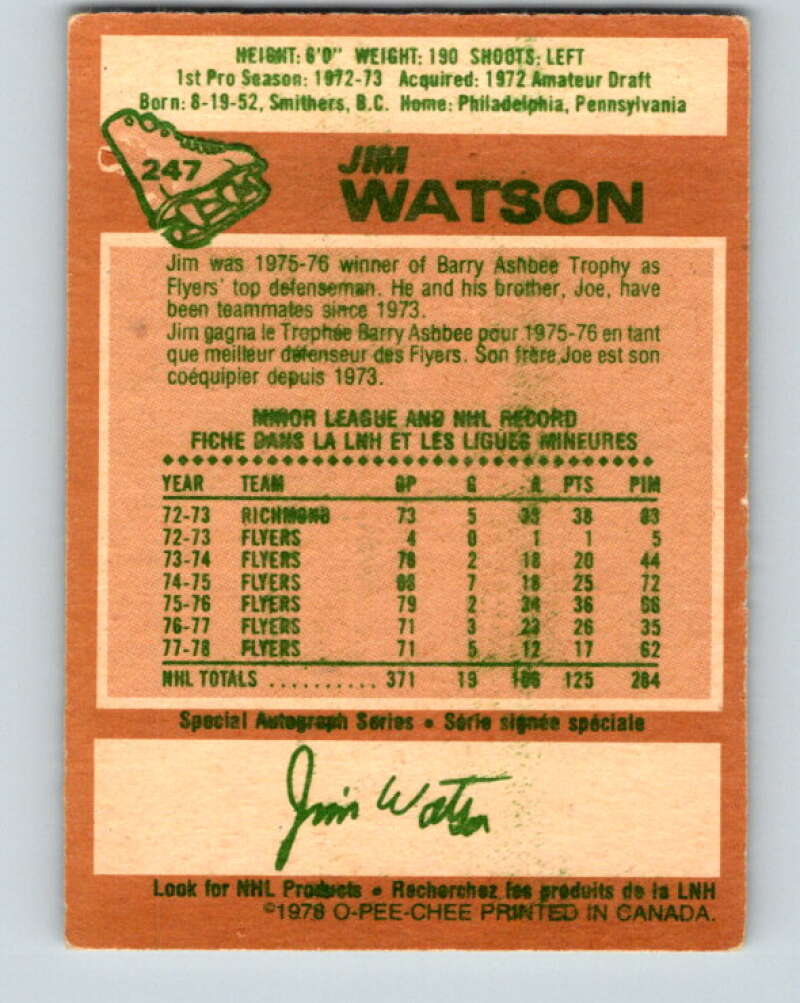 HEIGHT: 6'0" WEIGHT: 190 SHOOTS: LEFT
1st Pro Season: 1972-73 Acquired: 1972 Amateur Draft
Born: 8-19-52, Smithers, B.C. Home: Philadelphia, Pennsylvania
247
JIM
WATSON
Jim was 1975-76 winner of Barry Ashbee Trophy as
Flyers' top defenseman. He and his brother, Joe, have
been teammates since 1973.
Jim gagna le Trophée Barry Ashbee pour 1975-76 en tant
que meilleur défenseur des Flyers. Son frère, Joe est son
coéquipier depuis 1973.
MINOR LEAGUE AND NHL RECORD
FICHE DANS LA LNH ET LES LIGUES MINEURES
YEAR TEAM GP G A PTS PIM
72-73 RICHMOND 73 5 33 38 83
72-73 FLYERS 4 0 1 1 5
73-74 FLYERS 78 2 18 20 44
74-75 FLYERS 68 7 18 25 72
75-76 FLYERS 79 2 34 36 66
76-77 FLYERS 71 3 23 26 35
77-78 FLYERS 71 5 12 17 62
NHL TOTALS .......... 371 19 106 125 284
Special Autograph Series • Série signée spéciale
Jim Watson
Look for NHL Products • Recherchez les produits de la LNH
©1978 O-PEE-CHEE PRINTED IN CANADA.